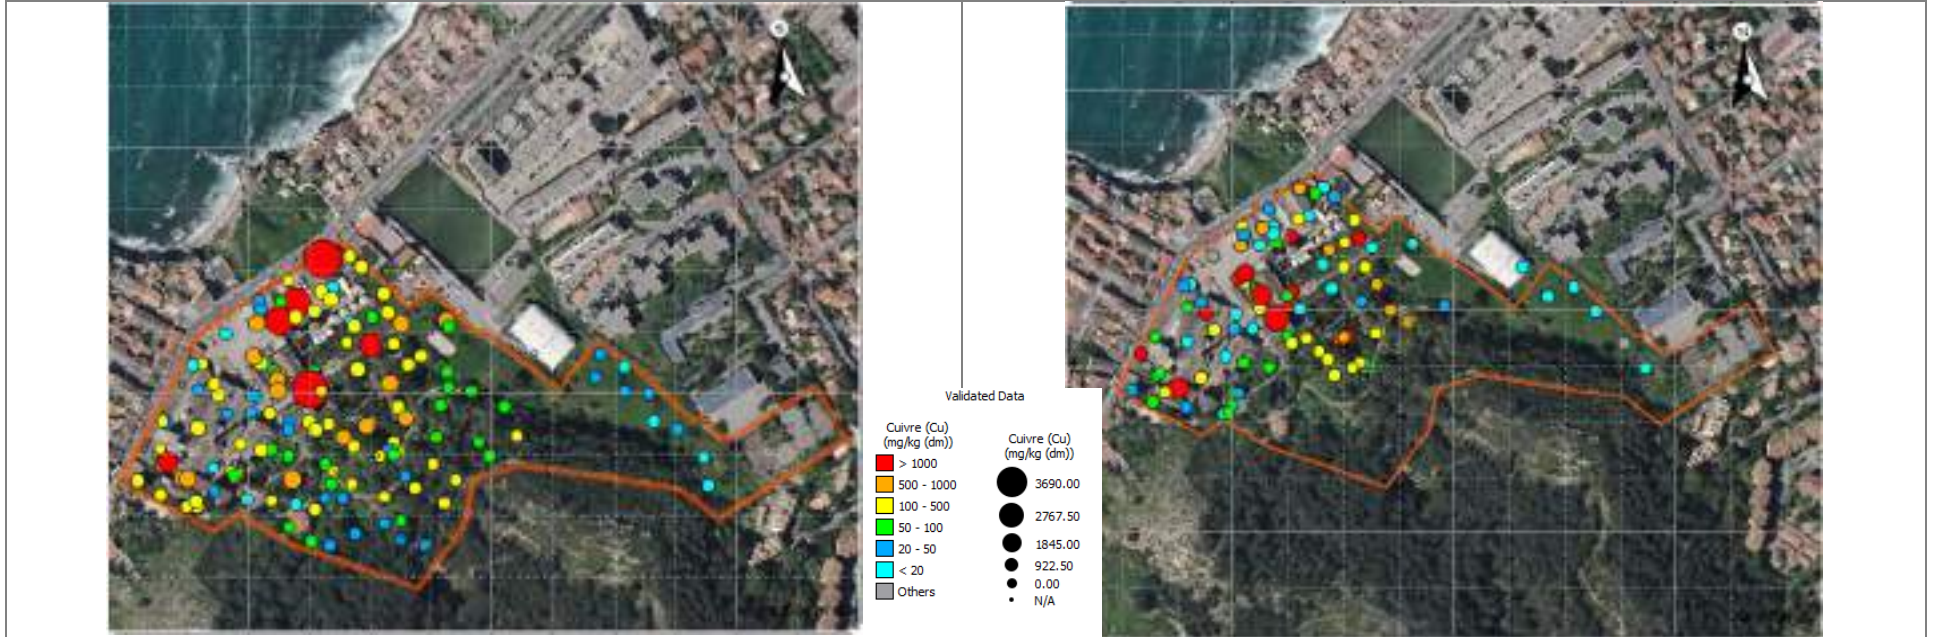 Validated Data
Cuivre (Cu)
(mg/kg (dm))
> 1000
500 - 1000
100 - 500
50 - 100
20 - 50
< 20
Others
Cuivre (Cu)
(mg/kg (dm))
3690.00
2767.50
1845.00
922.50
0.00
N/A